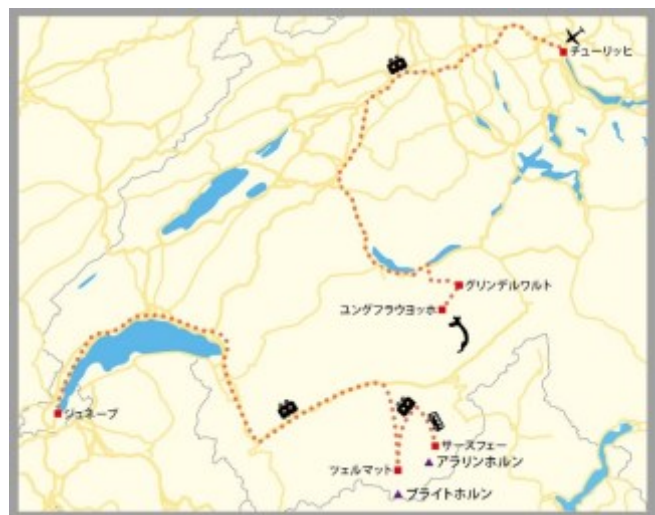 チューリッヒ
グリンデルワルト
ユングフラウヨッホ
ジュネーブ
サースフェー
アラリンホルン
ツェルマット
ブライトホルン